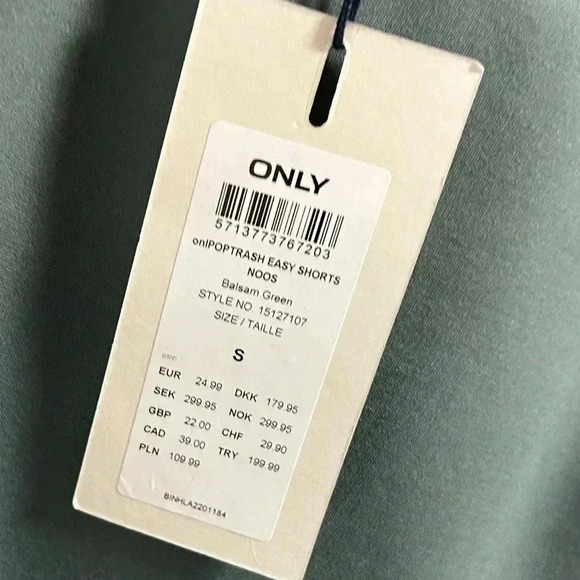 ONLY
5713773767203
onlPOPTRASH EASY SHORTS
NOOS
Balsam Green
STYLE NO. 15127107
SIZE / TAILLE
S
RRP
EUR 24.99 DKK 179.95
SEK 299.95 NOK 299.95
GBP 22.00 CHF 29.90
CAD 39.00 TRY 199.99
PLN 109.99
BINHLA2201184